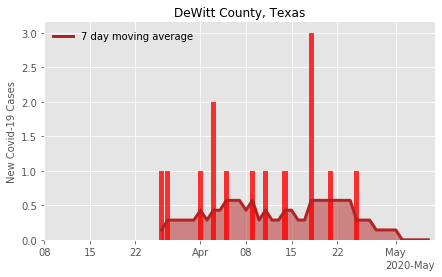 DeWitt County, Texas
7 day moving average
New Covid-19 Cases
3.0
2.5
2.0
1.5
1.0
0.5
0.0
08 15 22 Apr 08 15 22 May
2020-May